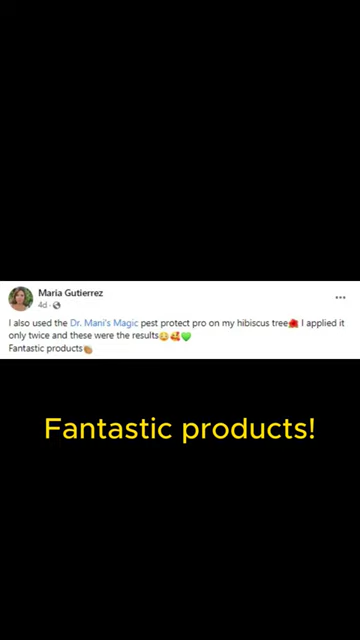 Maria Gutierrez
4d
I also used the Dr. Mani's Magic pest protect pro on my hibiscus tree🌺 I applied it
only twice and these were the results😳🥰💚
Fantastic products👏
Fantastic products!